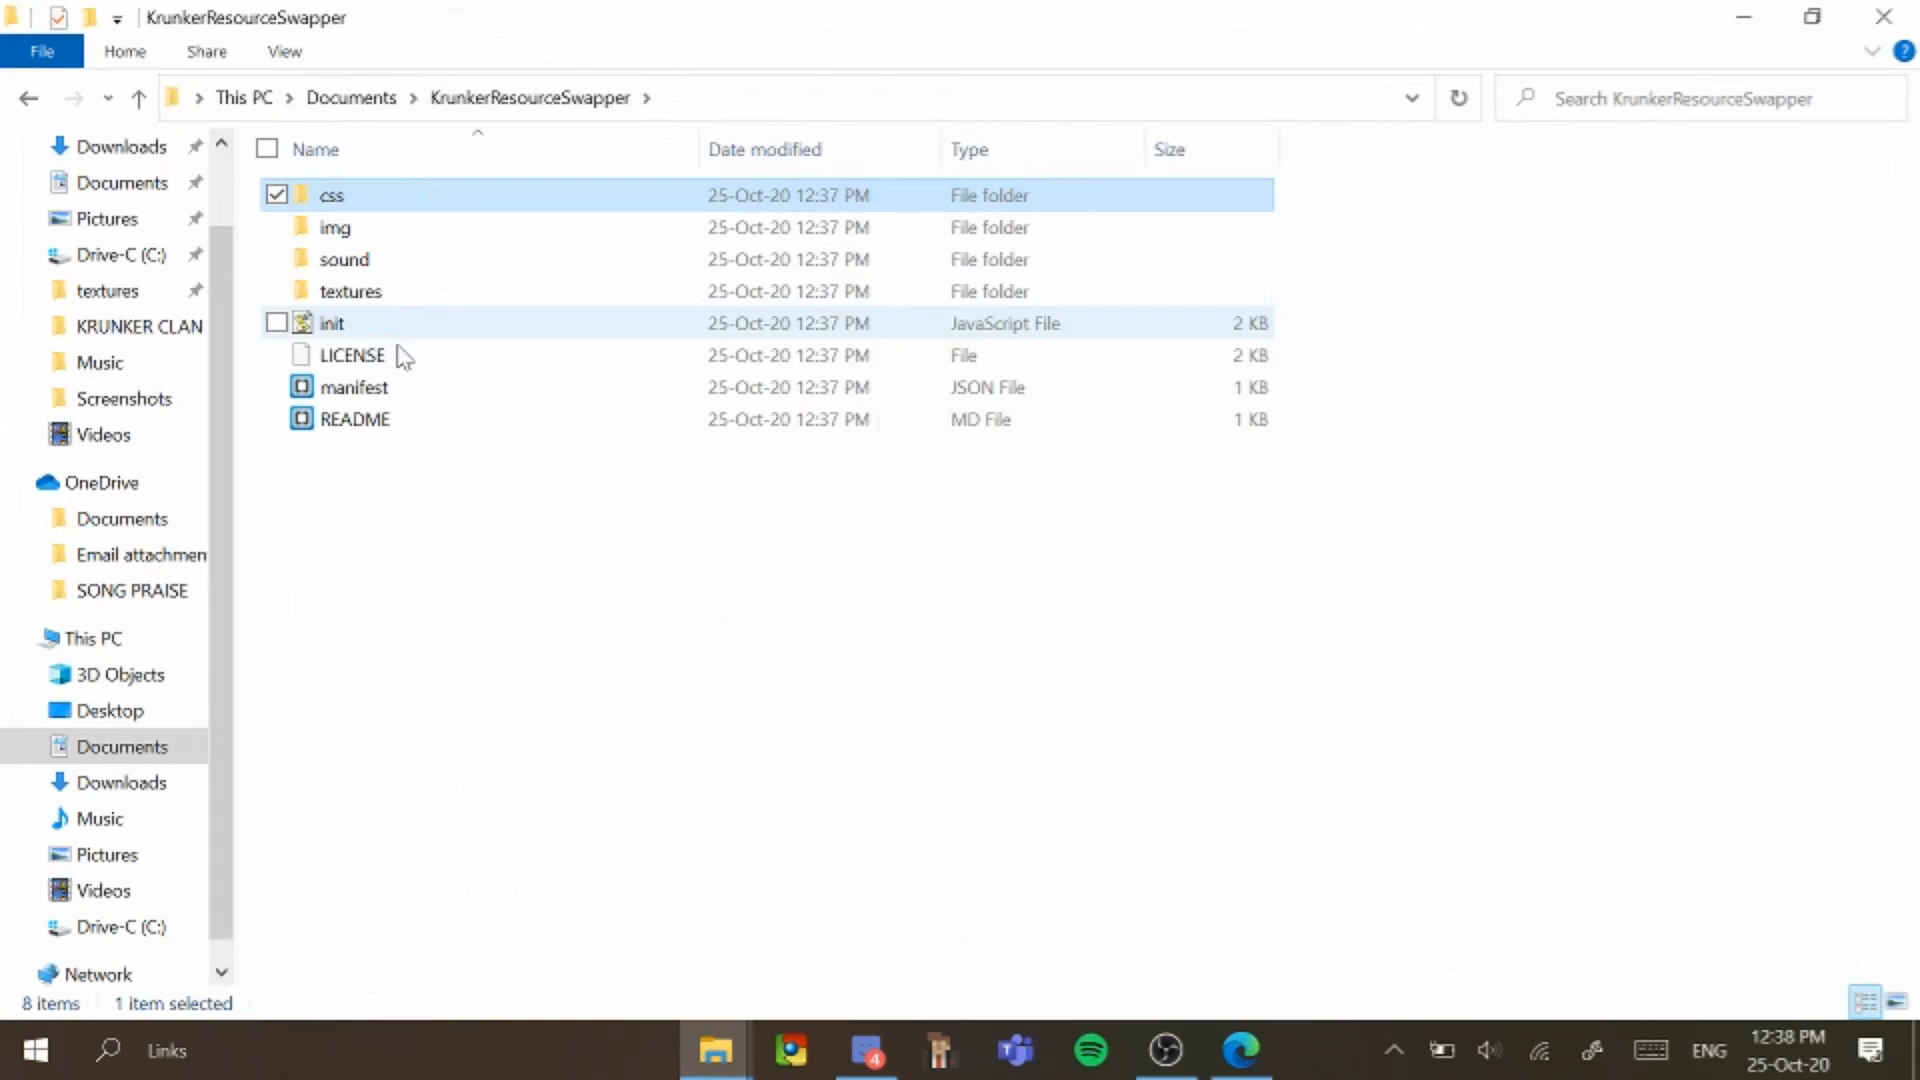 KrunkerResourceSwapper
File Home Share View
This PC Documents KrunkerResourceSwapper
Search KrunkerResourceSwapper
Name Date modified Type Size
css 25-Oct-20 12:37 PM File folder
img 25-Oct-20 12:37 PM File folder
sound 25-Oct-20 12:37 PM File folder
textures 25-Oct-20 12:37 PM File folder
init 25-Oct-20 12:37 PM JavaScript File 2 KB
LICENSE 25-Oct-20 12:37 PM File 2 KB
manifest 25-Oct-20 12:37 PM JSON File 1 KB
README 25-Oct-20 12:37 PM MD File 1 KB
Downloads
Documents
Pictures
Drive-C (C:)
textures
KRUNKER CLAN
Music
Screenshots
Videos
OneDrive
Documents
Email attachmen
SONG PRAISE
This PC
3D Objects
Desktop
Documents
Downloads
Music
Pictures
Videos
Drive-C (C:)
Network
8 items 1 item selected
Links
4
ENG
12:38 PM
25-Oct-20